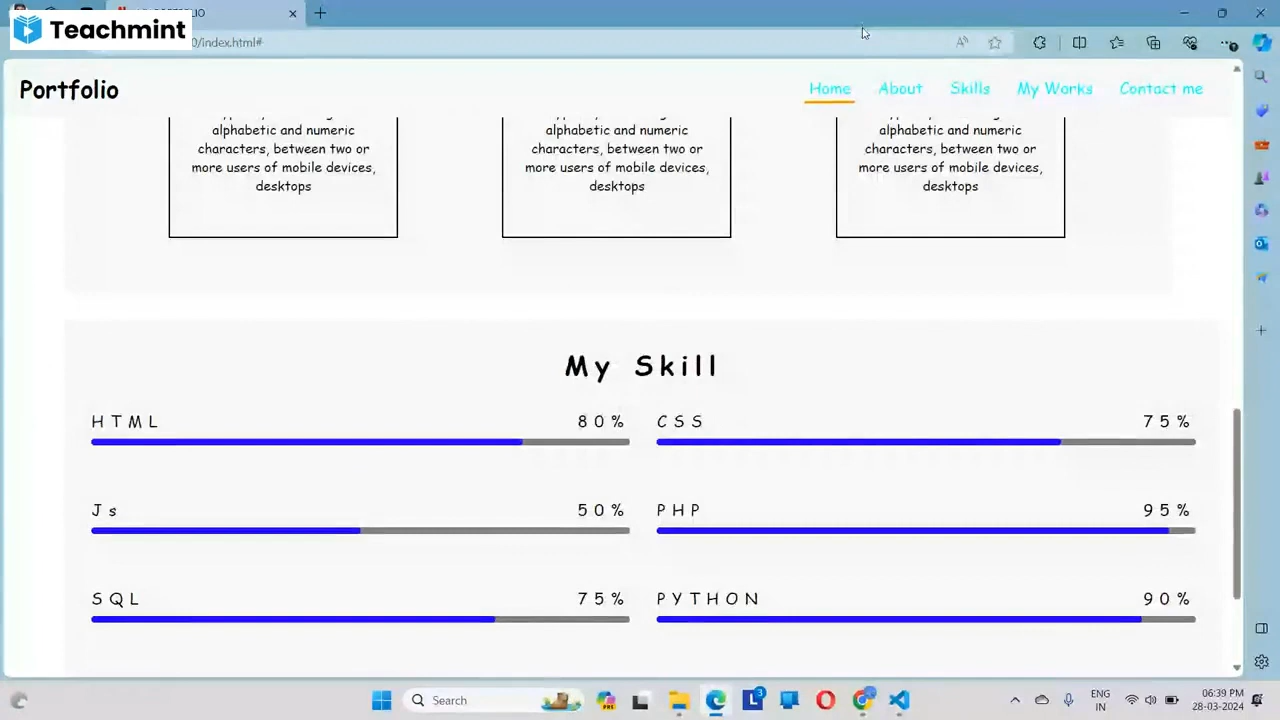 Teachmint
0/index.html#
Portfolio
Home About Skills My Works Contact me
alphabetic and numeric
characters, between two or
more users of mobile devices,
desktops
alphabetic and numeric
characters, between two or
more users of mobile devices,
desktops
alphabetic and numeric
characters, between two or
more users of mobile devices,
desktops
My Skill
HTML 80%
CSS 75%
Js 50%
PHP 95%
SQL 75%
PYTHON 90%
Search
PRE
3
ENG
IN
06:39 PM
28-03-2024